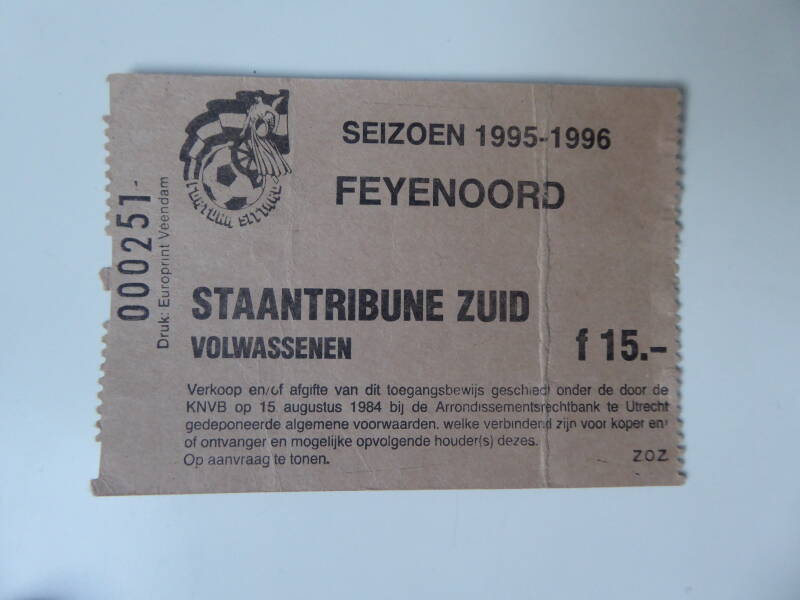 SEIZOEN 1995-1996
FEYENOORD
000251
Druk: Europrint Veendam
STAANTRIBUNE ZUID
VOLWASSENEN
f 15.-
Verkoop en/of afgifte van dit toegangsbewijs geschiedt onder de door de
KNVB op 15 augustus 1984 bij de Arrondissementsrechtbank te Utrecht
gedeponeerde algemene voorwaarden, welke verbindend zijn voor koper en/
of ontvanger en mogelijke opvolgende houder(s) dezes.
Op aanvraag te tonen.
ZOZ